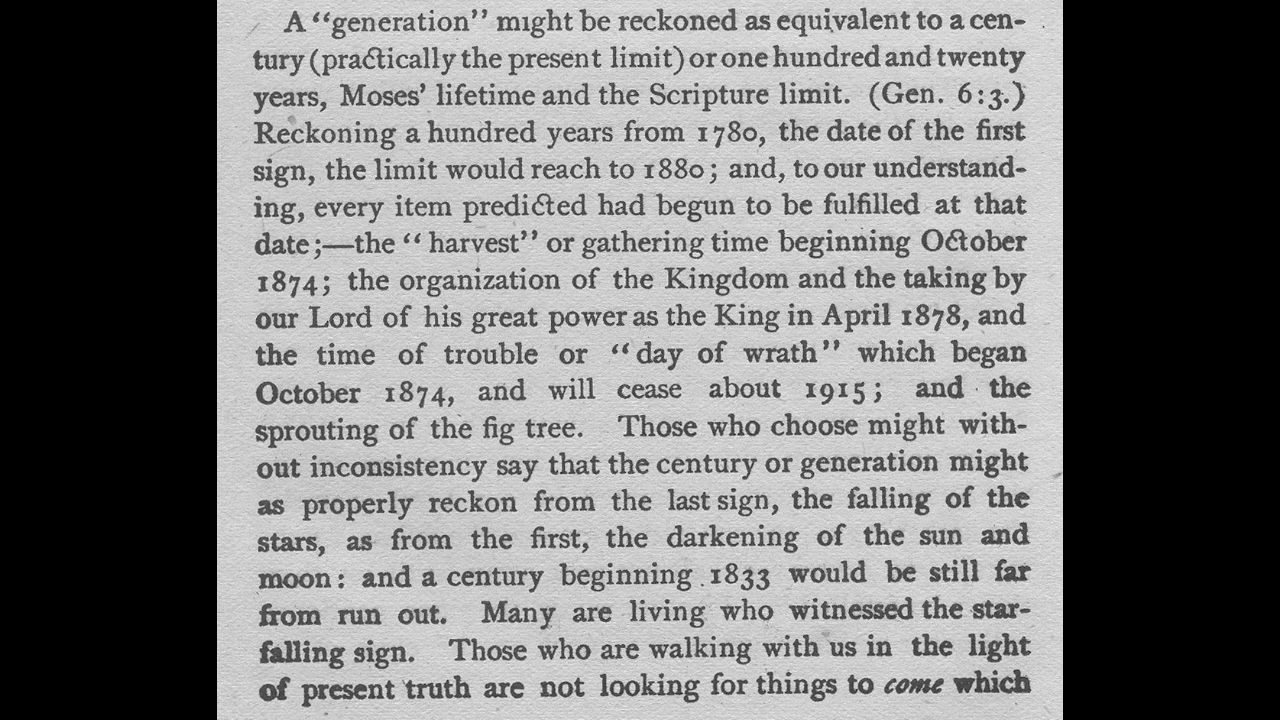 A “generation” might be reckoned as equivalent to a cen-
tury (practically the present limit) or one hundred and twenty
years, Moses’ lifetime and the Scripture limit. (Gen. 6:3.)
Reckoning a hundred years from 1780, the date of the first
sign, the limit would reach to 1880; and, to our understand-
ing, every item predicted had begun to be fulfilled at that
date;—the “harvest” or gathering time beginning October
1874; the organization of the Kingdom and the taking by
our Lord of his great power as the King in April 1878, and
the time of trouble or “day of wrath” which began
October 1874, and will cease about 1915; and the
sprouting of the fig tree. Those who choose might with-
out inconsistency say that the century or generation might
as properly reckon from the last sign, the falling of the
stars, as from the first, the darkening of the sun and
moon: and a century beginning 1833 would be still far
from run out. Many are living who witnessed the star-
falling sign. Those who are walking with us in the light
of present truth are not looking for things to come which